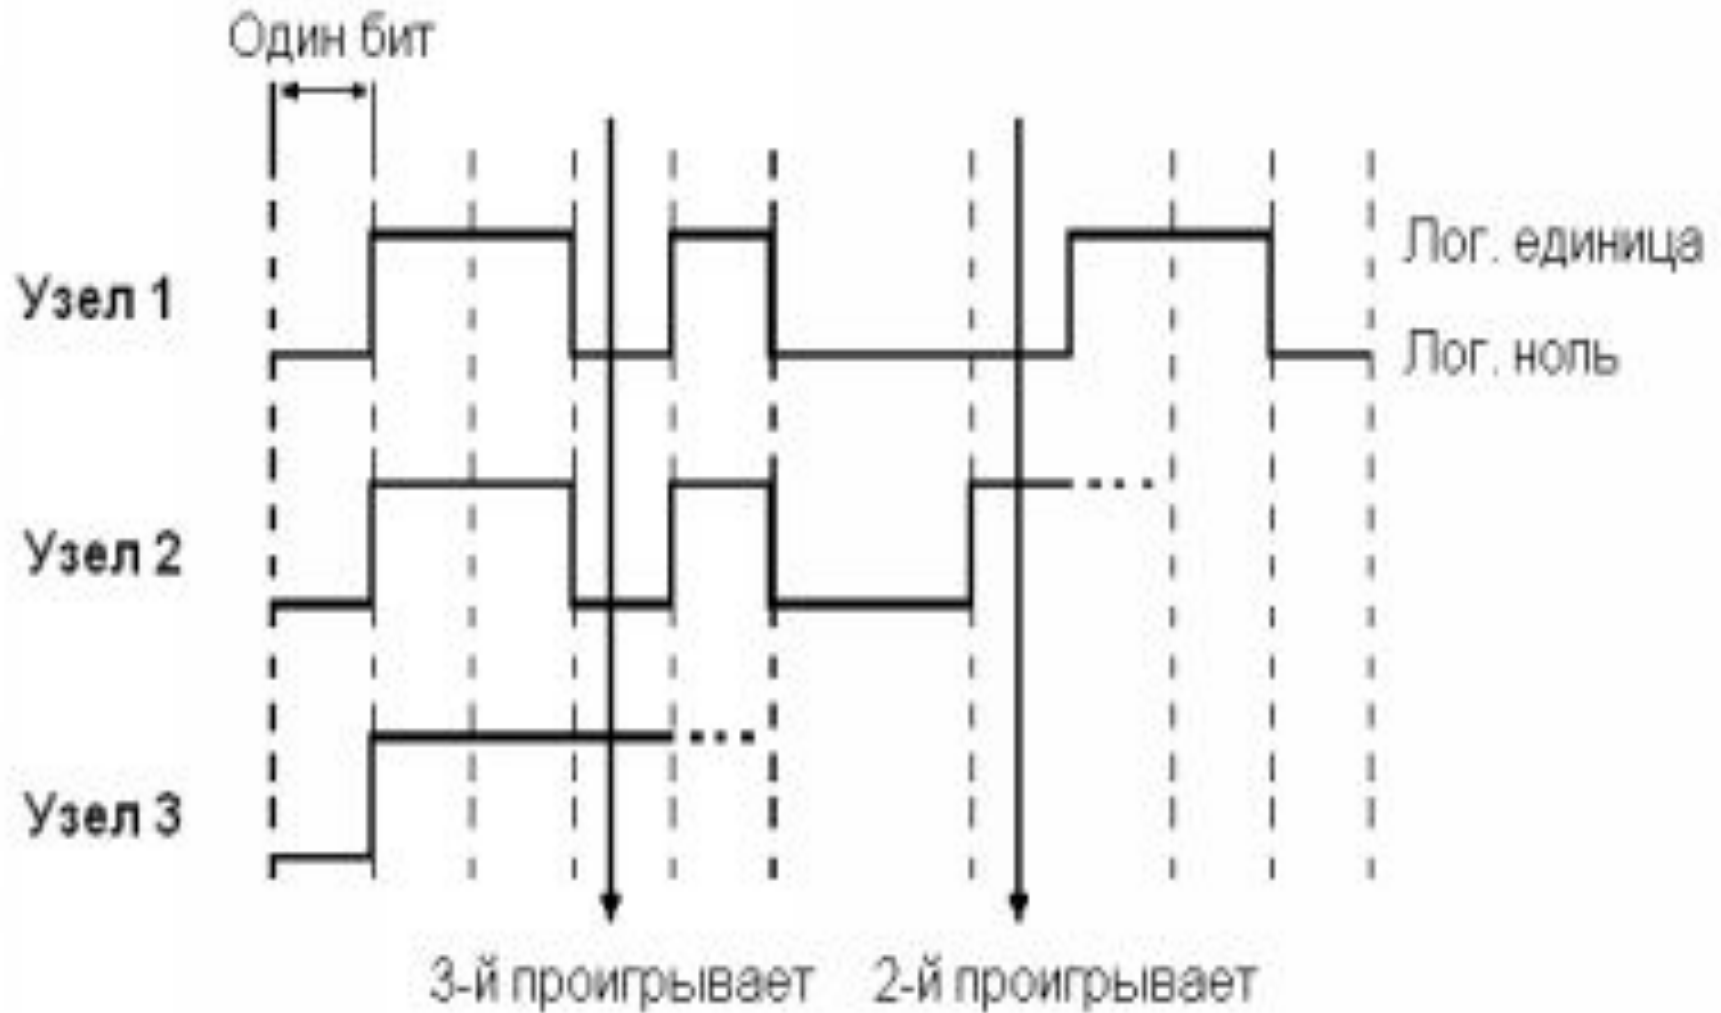 Один бит
Лог. единица
Узел 1
Лог. ноль
Узел 2
Узел 3
3-й проигрывает
2-й проигрывает